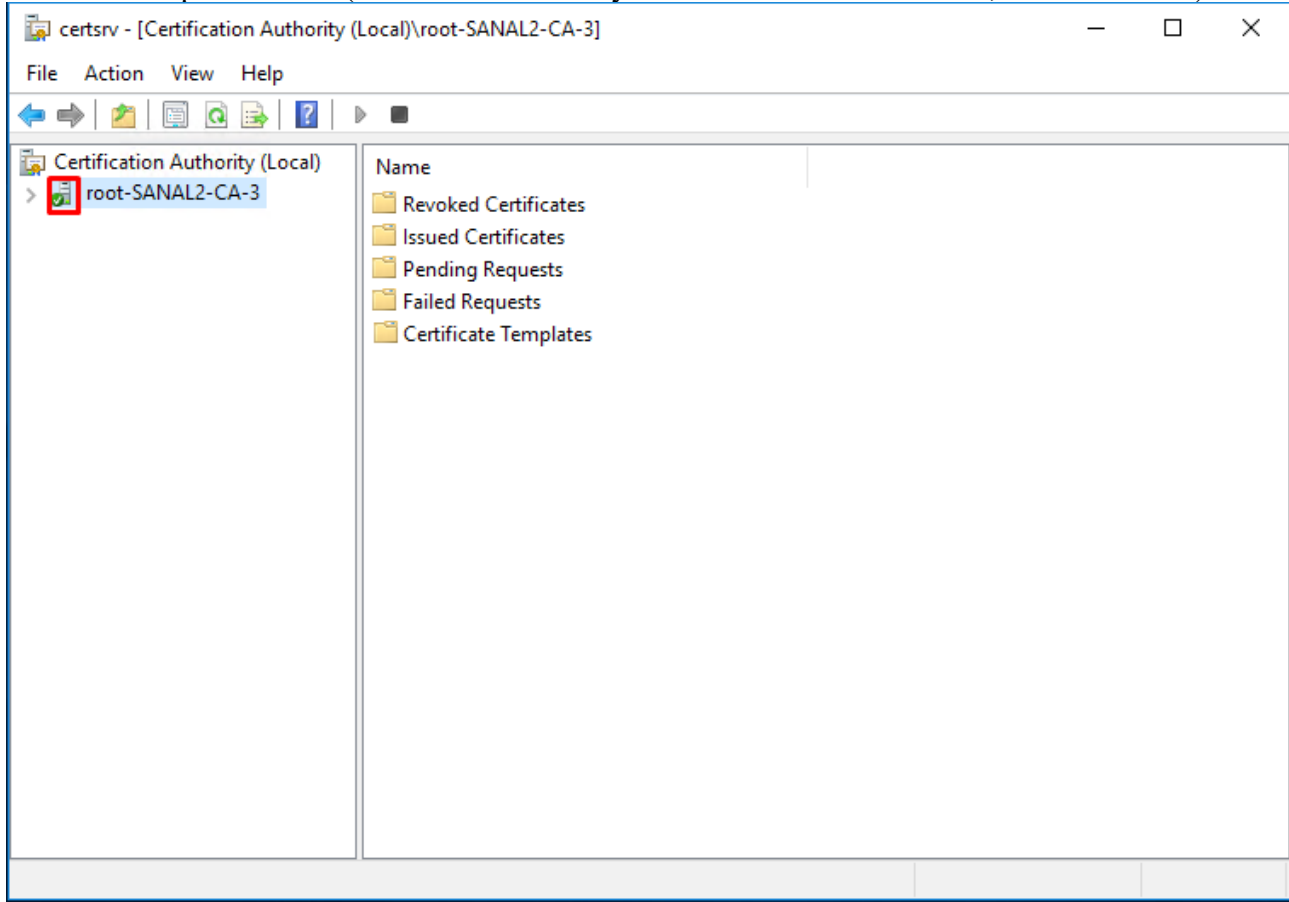 certsrv - [Certification Authority (Local)\root-SANAL2-CA-3]
File Action View Help
Certification Authority (Local)
root-SANAL2-CA-3
Name
Revoked Certificates
Issued Certificates
Pending Requests
Failed Requests
Certificate Templates